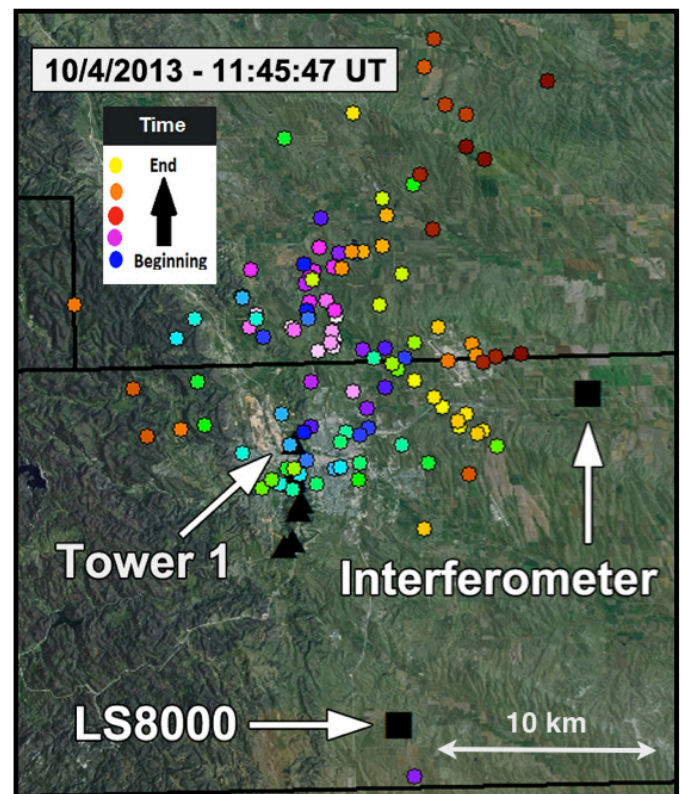 10/4/2013 - 11:45:47 UT
Time
End
Beginning
Tower 1
Interferometer
LS8000
10 km